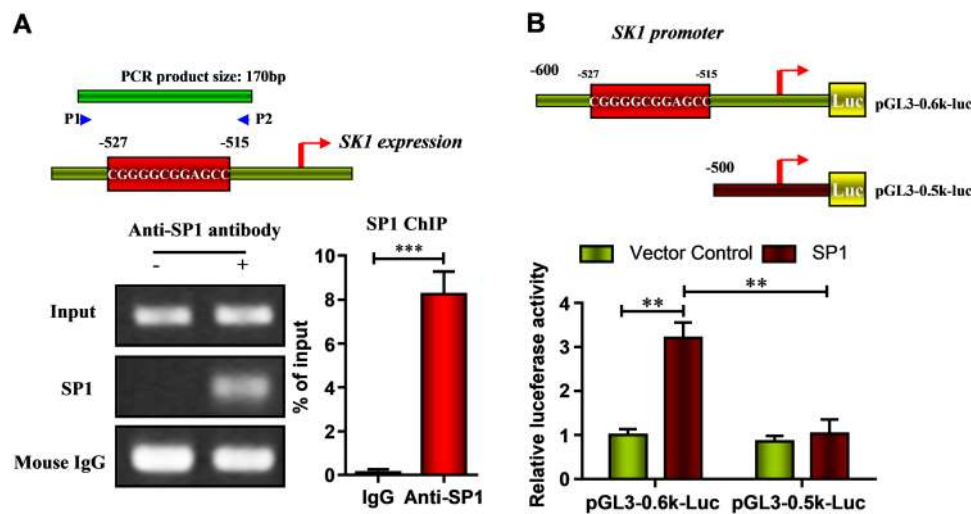 A
PCR product size: 170bp
P1
P2
-527
-515
CGGGGCGGAGCC
SK1 expression
Anti-SP1 antibody
-
+
Input
SP1
Mouse IgG
SP1 ChIP
***
% of input
10
8
6
4
2
0
IgG
Anti-SP1
B
SK1 promoter
-600
-527
-515
CGGGGCGGAGCC
Luc
pGL3-0.6k-luc
-500
Luc
pGL3-0.5k-luc
Vector Control
SP1
Relative luciferase activity
4
3
2
1
0
**
**
pGL3-0.6k-Luc
pGL3-0.5k-Luc